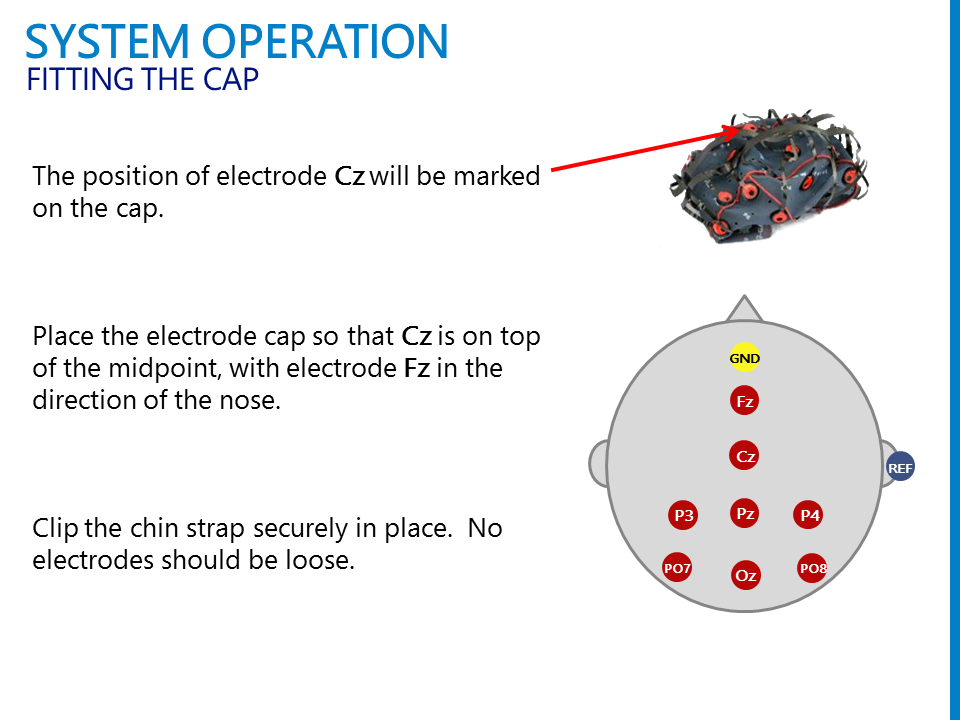 SYSTEM OPERATION
FITTING THE CAP
The position of electrode Cz will be marked
on the cap.
Place the electrode cap so that Cz is on top
of the midpoint, with electrode Fz in the
direction of the nose.
Clip the chin strap securely in place.  No
electrodes should be loose.
GND
Fz
Cz
REF
P3
Pz
P4
PO7
Oz
PO8